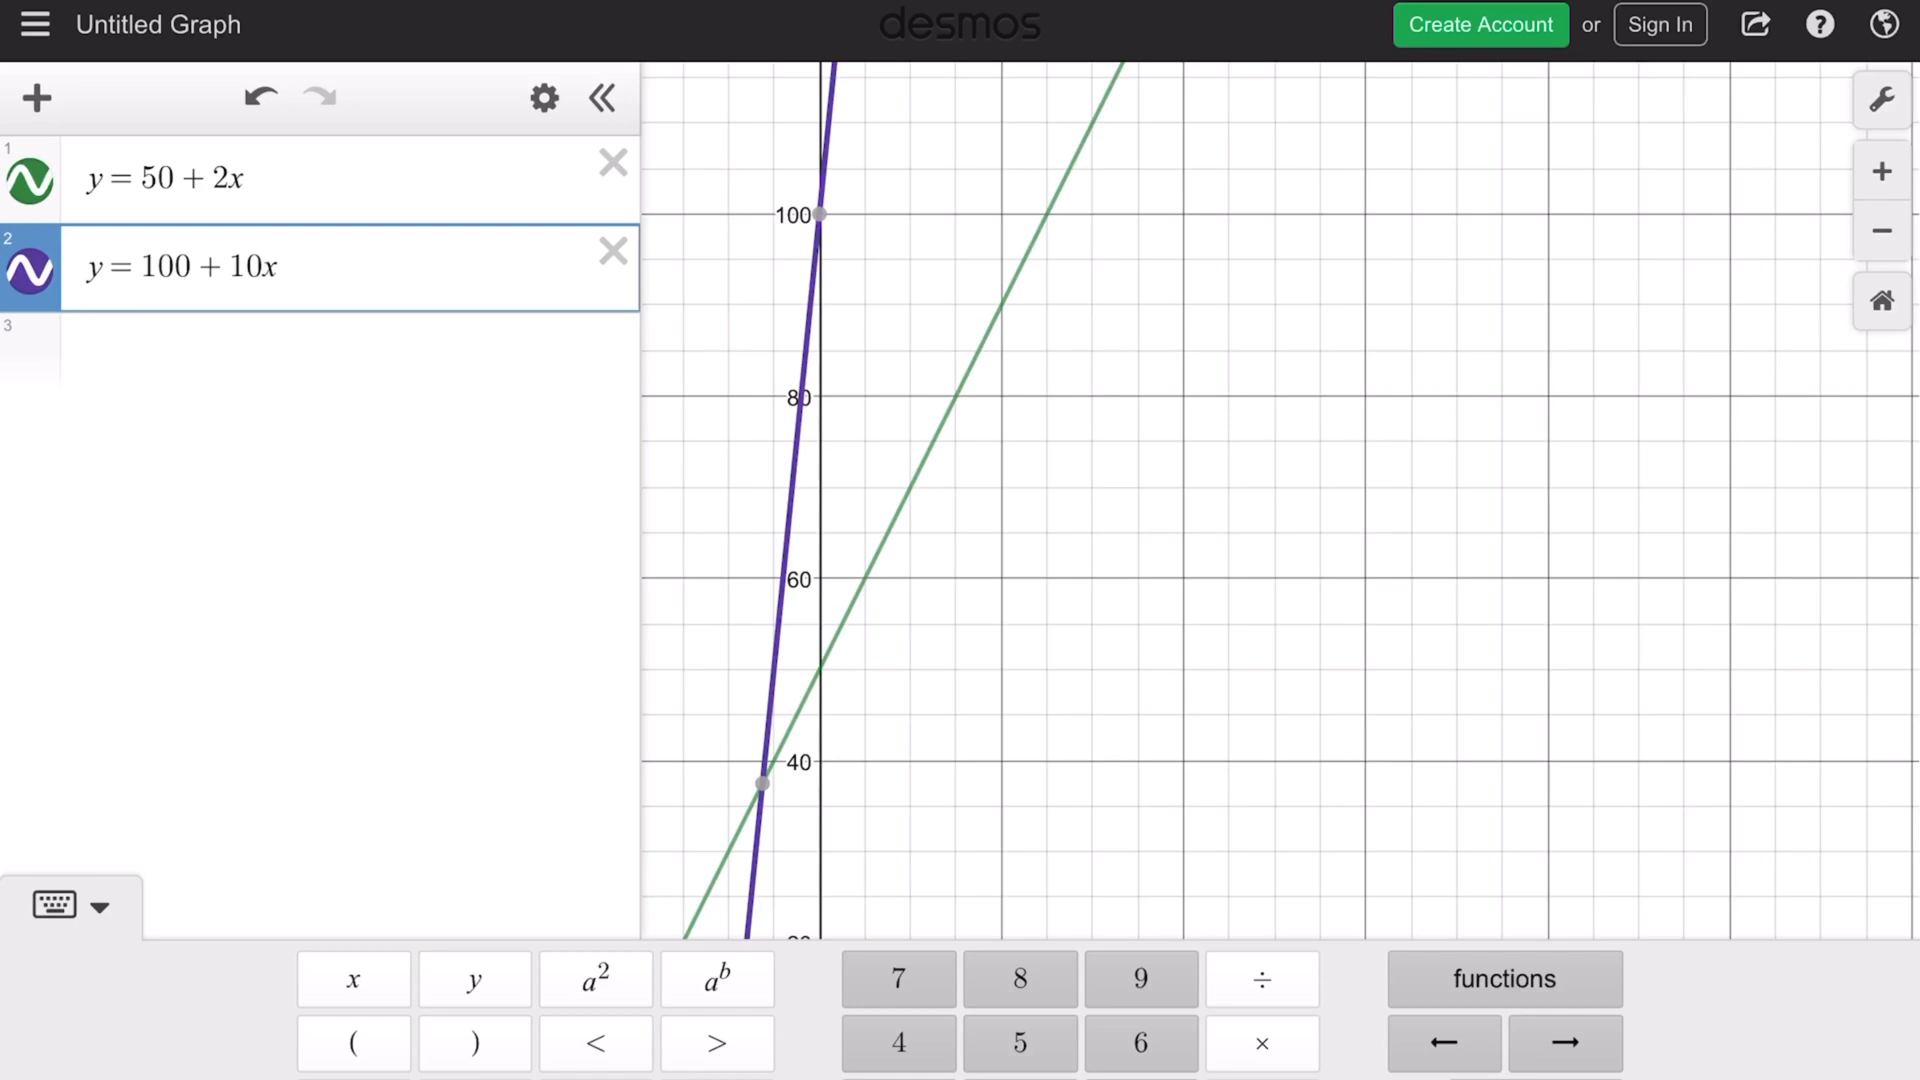 Untitled Graph
desmos
Create Account or Sign In
1
y = 50 + 2x
2
y = 100 + 10x
3
100
80
60
40
x y a² aᵇ 7 8 9 ÷ functions
( ) < > 4 5 6 × ← →